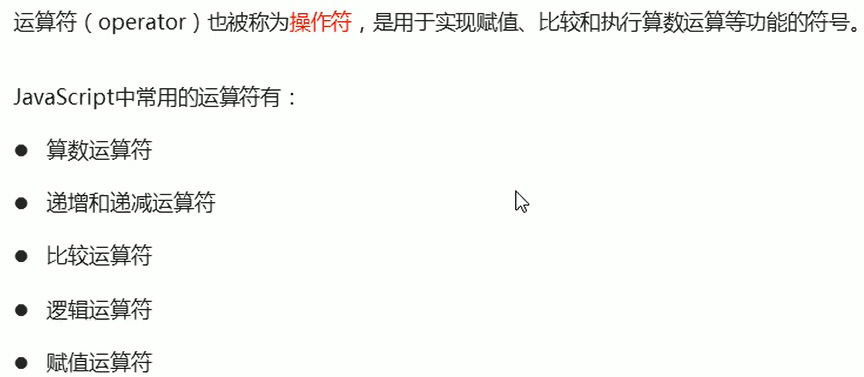 运算符（operator）也被称为操作符，是用于实现赋值、比较和执行算数运算等功能的符号。
JavaScript中常用的运算符有：
● 算数运算符
● 递增和递减运算符
● 比较运算符
● 逻辑运算符
● 赋值运算符